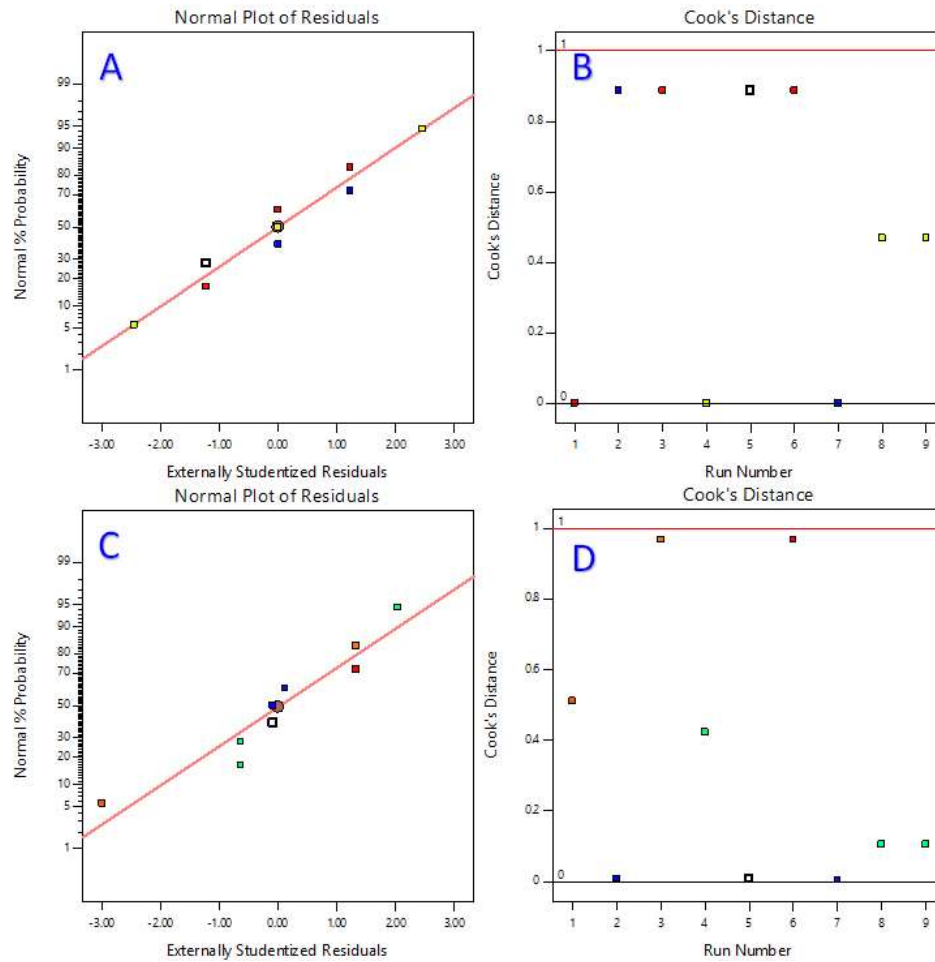 Normal Plot of Residuals
A
99
95
90
80
70
50
30
20
10
5
1
Normal % Probability
-3.00 -2.00 -1.00 0.00 1.00 2.00 3.00
Externally Studentized Residuals
Cook's Distance
B
1
1
0.8
0.6
0.4
0.2
0
0
Cook's Distance
1 2 3 4 5 6 7 8 9
Run Number
Normal Plot of Residuals
C
99
95
90
80
70
50
30
20
10
5
1
Normal % Probability
-3.00 -2.00 -1.00 0.00 1.00 2.00 3.00
Externally Studentized Residuals
Cook's Distance
D
1
1
0.8
0.6
0.4
0.2
0
0
Cook's Distance
1 2 3 4 5 6 7 8 9
Run Number